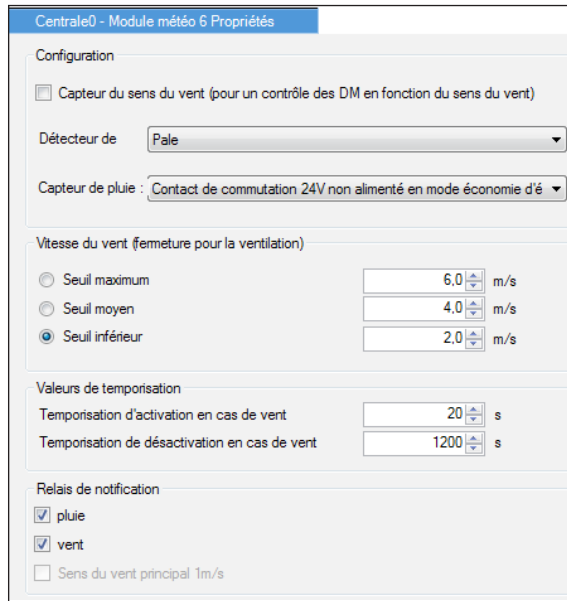 Centrale0 - Module météo 6 Propriétés
Configuration
Capteur du sens du vent (pour un contrôle des DM en fonction du sens du vent)
Détecteur de Pale
Capteur de pluie : Contact de commutation 24V non alimenté en mode économie d'é
Vitesse du vent (fermeture pour la ventilation)
Seuil maximum 6,0 m/s
Seuil moyen 4,0 m/s
Seuil inférieur 2,0 m/s
Valeurs de temporisation
Temporisation d'activation en cas de vent 20 s
Temporisation de désactivation en cas de vent 1200 s
Relais de notification
pluie
vent
Sens du vent principal 1m/s